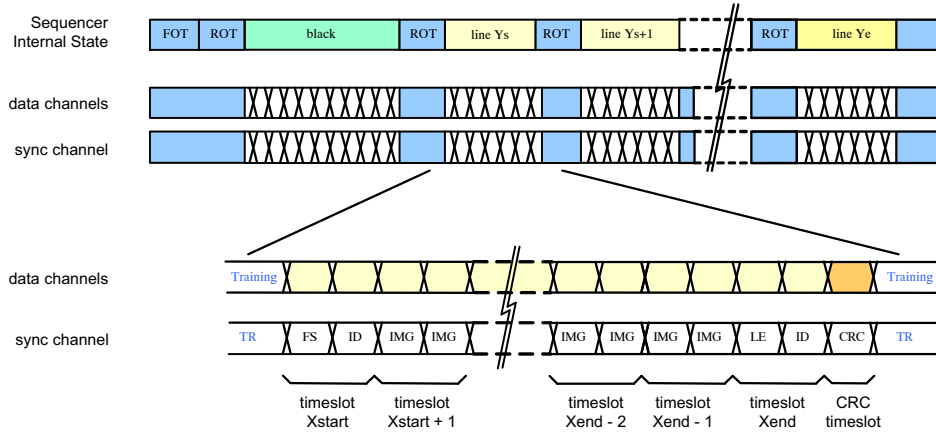 Sequencer
Internal State
FOT ROT black ROT line Ys ROT line Ys+1 ROT line Ye
data channels
sync channel
data channels
Training Training
sync channel
TR FS ID IMG IMG IMG IMG IMG IMG LE ID CRC TR
timeslot timeslot timeslot timeslot timeslot CRC
Xstart Xstart + 1 Xend - 2 Xend - 1 Xend timeslot